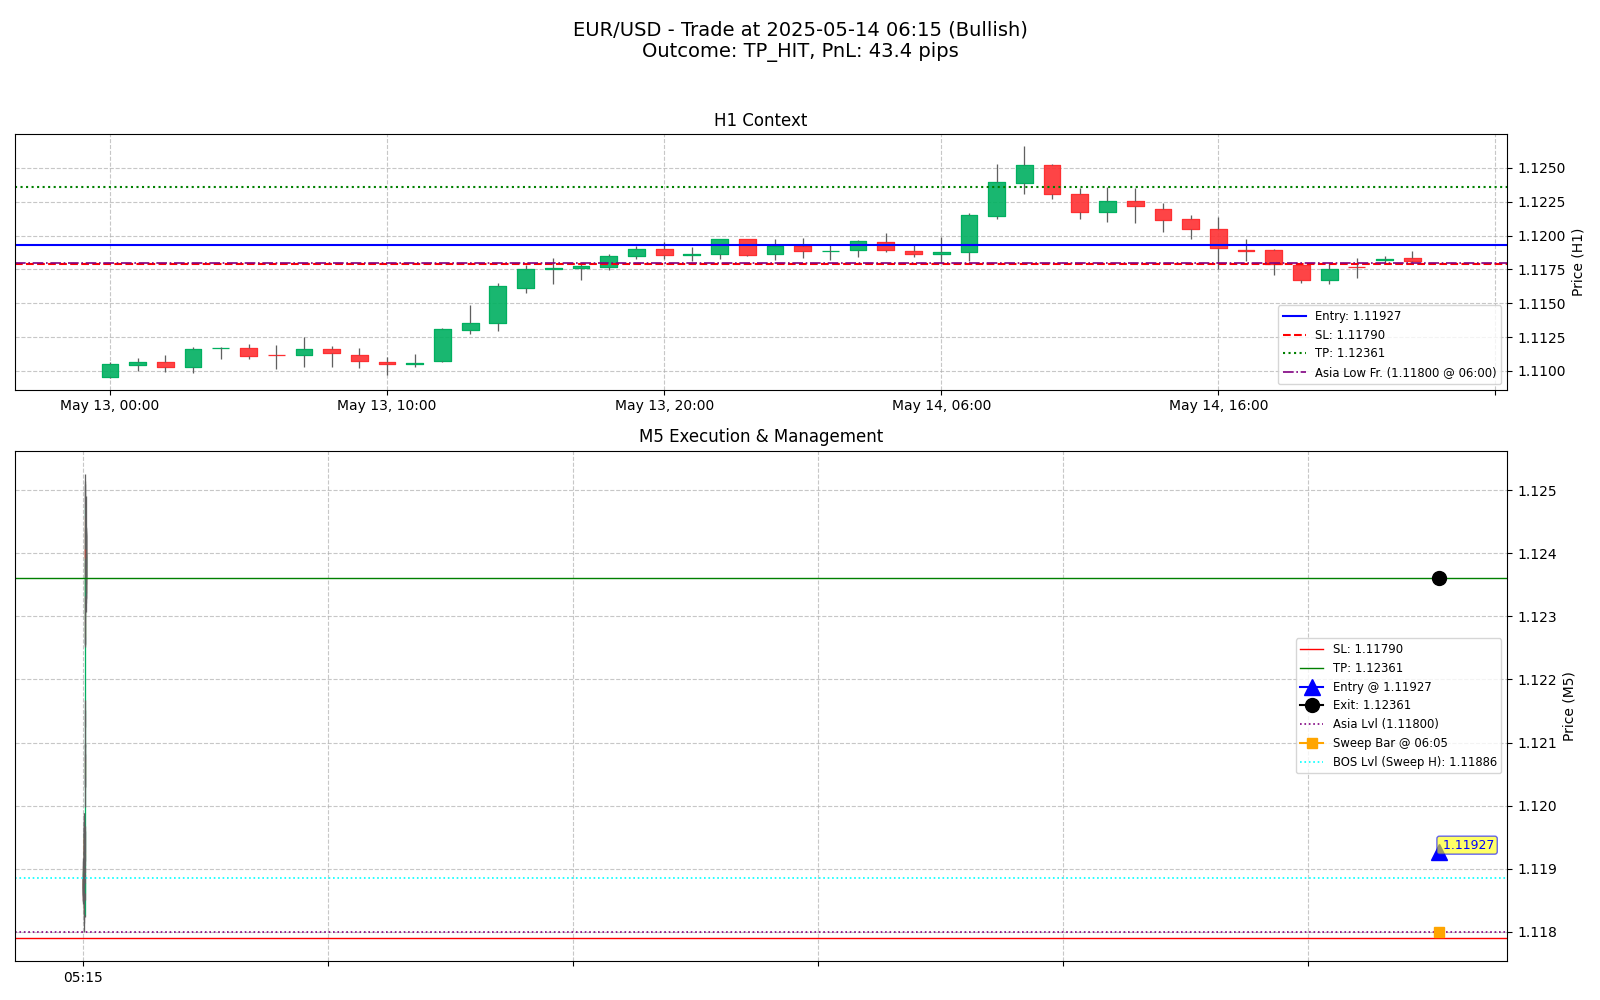 EUR/USD - Trade at 2025-05-14 06:15 (Bullish)
Outcome: TP_HIT, PnL: 43.4 pips
H1 Context
1.1250
1.1225
1.1200
1.1175
1.1150
1.1125
1.1100
Price (H1)
Entry: 1.11927
SL: 1.11790
TP: 1.12361
Asia Low Fr. (1.11800 @ 06:00)
May 13, 00:00
May 13, 10:00
May 13, 20:00
May 14, 06:00
May 14, 16:00
M5 Execution & Management
1.125
1.124
1.123
1.122
1.121
1.120
1.119
1.118
Price (M5)
SL: 1.11790
TP: 1.12361
Entry @ 1.11927
Exit: 1.12361
Asia Lvl (1.11800)
Sweep Bar @ 06:05
BOS Lvl (Sweep H): 1.11886
1.11927
05:15